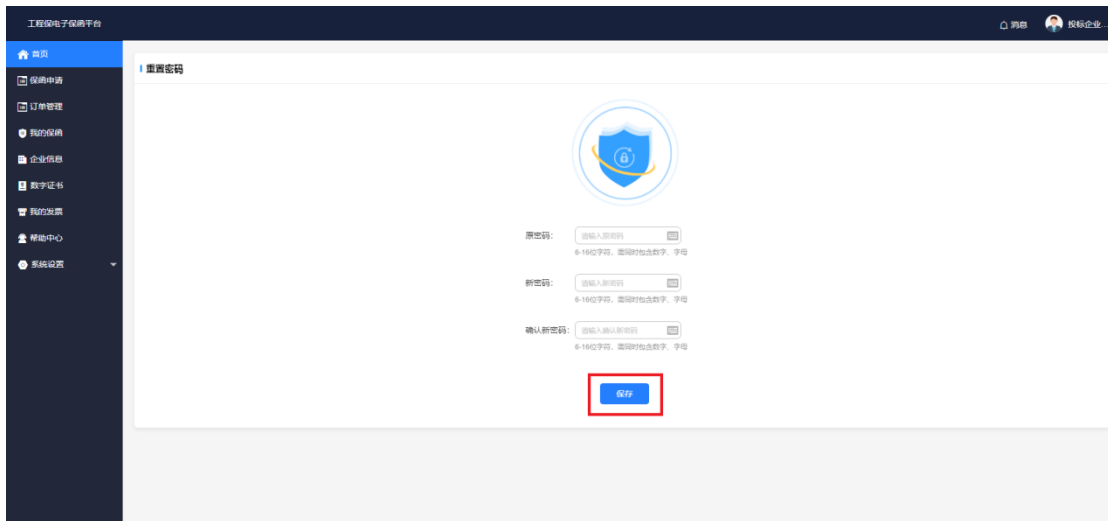 工程保电子保函平台
消息
投标企业...
首页
保函申请
订单管理
我的保函
企业信息
数字证书
我的发票
帮助中心
系统设置
重置密码
原密码：
请输入原密码
6-16位字符，需同时包含数字、字母
新密码：
请输入新密码
6-16位字符，需同时包含数字、字母
确认新密码：
请输入确认新密码
6-16位字符，需同时包含数字、字母
保存